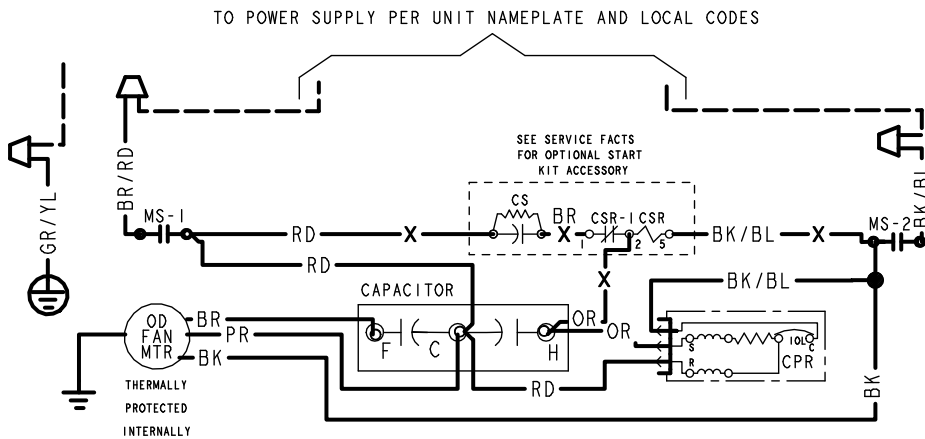 TO POWER SUPPLY PER UNIT NAMEPLATE AND LOCAL CODES
SEE SERVICE FACTS
FOR OPTIONAL START
KIT ACCESSORY
GR/YL
BR/RD
BK/BL
MS-1
RD
X
CS
BR
X
CSR-1 CSR
1
2
5
BK/BL
X
MS-2
RD
X
BK/BL
CAPACITOR
OR
OR
F
C
H
OD
FAN
MTR
BR
PR
BK
S
R
IOL
C
CPR
RD
BK
THERMALLY
PROTECTED
INTERNALLY